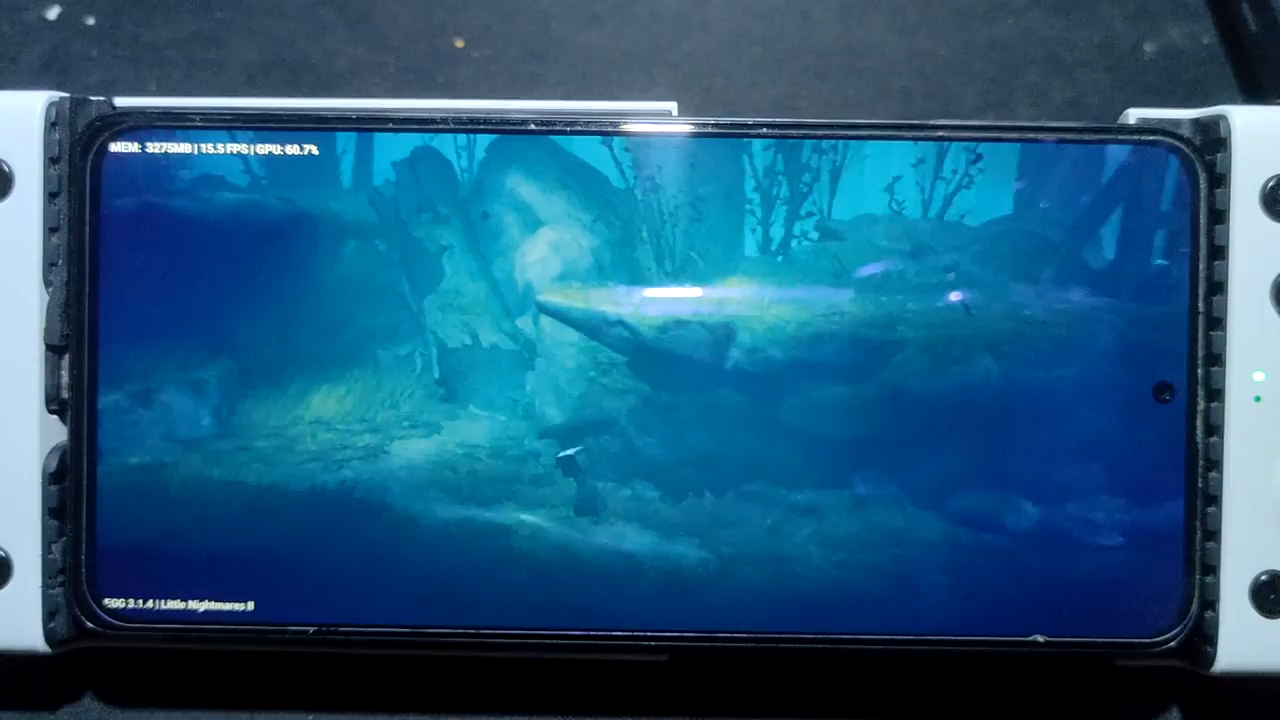 MEM: 3275MB | 15.5 FPS | GPU: 60.7%
EGG 3.1.4 | Little Nightmares II